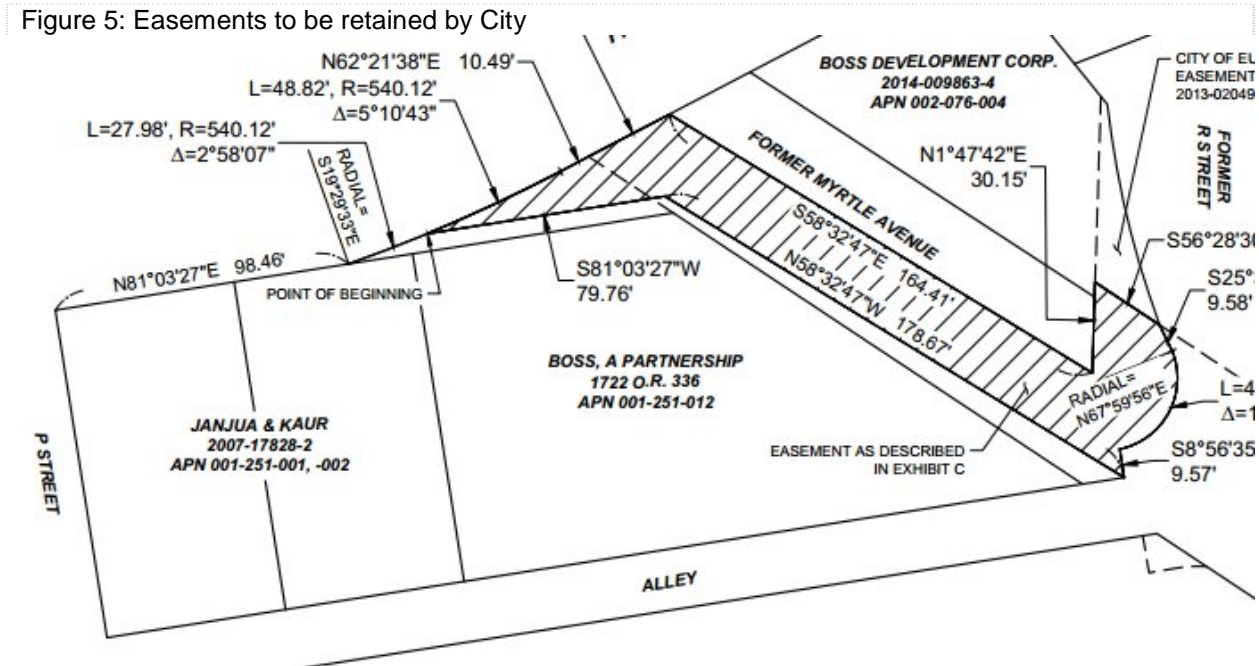 Figure 5: Easements to be retained by City
N62°21'38"E 10.49'
L=48.82', R=540.12'
Δ=5°10'43"
L=27.98', R=540.12'
Δ=2°58'07"
RADIAL=
S19°29'33"E
N81°03'27"E 98.46'
POINT OF BEGINNING
S81°03'27"W
79.76'
BOSS DEVELOPMENT CORP.
2014-009863-4
APN 002-076-004
CITY OF EU
EASEMENT
2013-02049
FORMER
R STREET
FORMER MYRTLE AVENUE
N1°47'42"E
30.15'
S58°32'47"E 164.41'
N58°32'47"W 178.67'
S56°28'30
S25°
9.58'
RADIAL=
N67°59'56"E
L=4
Δ=1
S8°56'35
9.57'
EASEMENT AS DESCRIBED
IN EXHIBIT C
BOSS, A PARTNERSHIP
1722 O.R. 336
APN 001-251-012
JANJUA & KAUR
2007-17828-2
APN 001-251-001, -002
P STREET
ALLEY